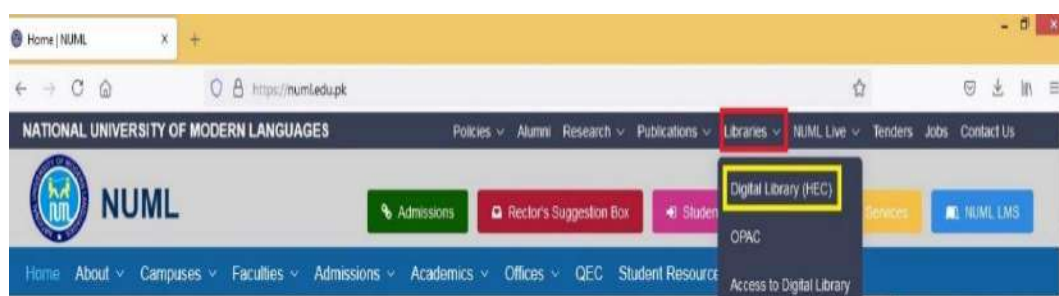 Home | NUML
https://numl.edu.pk
NATIONAL UNIVERSITY OF MODERN LANGUAGES Policies Alumni Research Publications Libraries NUML Live Tenders Jobs Contact Us
NUML
Admissions Rector's Suggestion Box Studen Services NUML LMS
Digital Library (HEC)
OPAC
Access to Digital Library
Home About Campuses Faculties Admissions Academics Offices QEC Student Resource